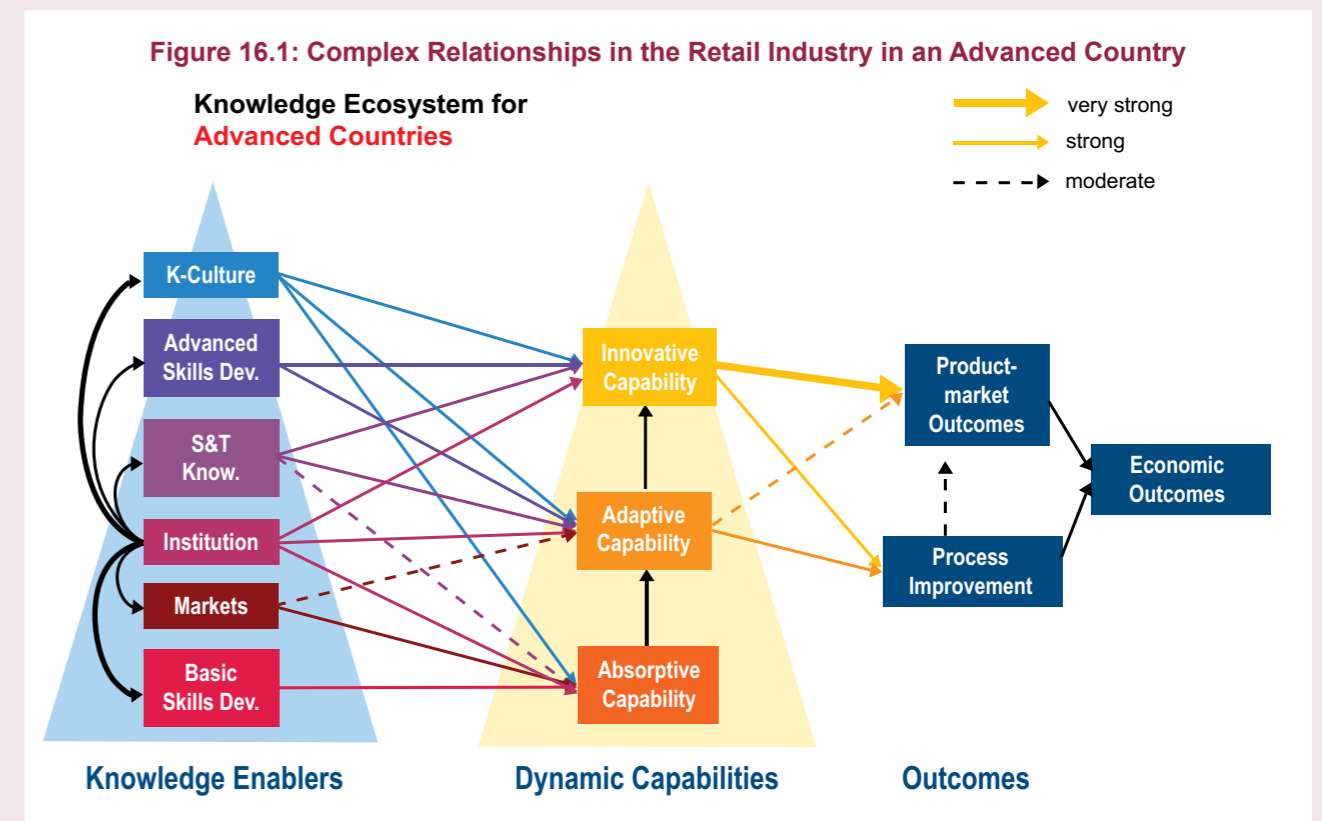 Figure 16.1: Complex Relationships in the Retail Industry in an Advanced Country
Knowledge Ecosystem for
Advanced Countries
very strong
strong
moderate
K-Culture
Advanced
Skills Dev.
S&T
Know.
Institution
Markets
Basic
Skills Dev.
Innovative
Capability
Adaptive
Capability
Absorptive
Capability
Product-
market
Outcomes
Process
Improvement
Economic
Outcomes
Knowledge Enablers
Dynamic Capabilities
Outcomes